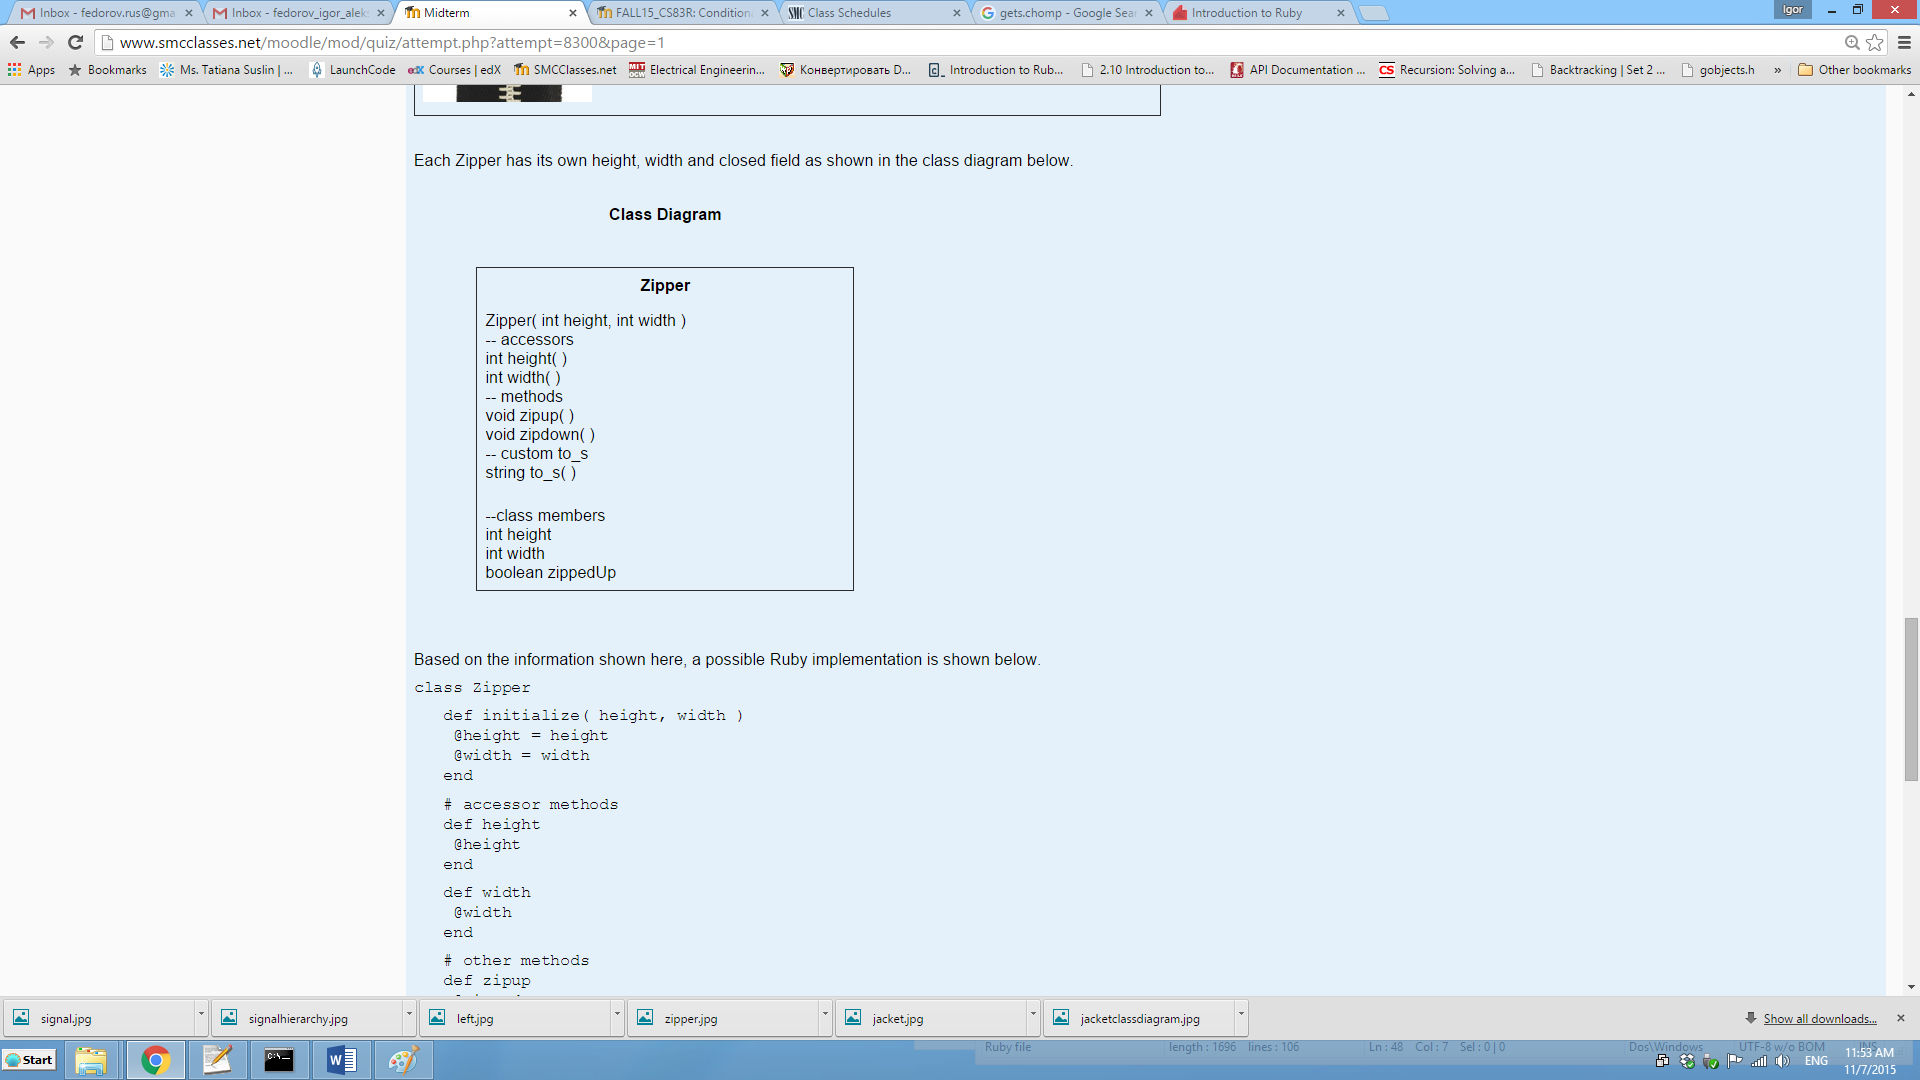 Inbox - fedorov.rus@gma
Inbox - fedorov_igor_alek
Midterm
FALL15_CS83R: Condition
SMC Class Schedules
gets.chomp - Google Sea
Introduction to Ruby
Igor
www.smcclasses.net/moodle/mod/quiz/attempt.php?attempt=8300&page=1
Apps
Bookmarks
Ms. Tatiana Suslin | ...
LaunchCode
edX Courses | edX
SMCClasses.net
MIT OCW Electrical Engineerin...
Конвертировать D...
Introduction to Rub...
2.10 Introduction to...
API Documentation ...
CS Recursion: Solving a...
Backtracking | Set 2 ...
gobjects.h
»
Other bookmarks
Each Zipper has its own height, width and closed field as shown in the class diagram below.
Class Diagram
Zipper
Zipper( int height, int width )
-- accessors
int height( )
int width( )
-- methods
void zipup( )
void zipdown( )
-- custom to_s
string to_s( )
--class members
int height
int width
boolean zippedUp
Based on the information shown here, a possible Ruby implementation is shown below.
class Zipper
def initialize( height, width )
@height = height
@width = width
end
# accessor methods
def height
@height
end
def width
@width
end
# other methods
def zipup
signal.jpg
signalhierarchy.jpg
left.jpg
zipper.jpg
jacket.jpg
jacketclassdiagram.jpg
Show all downloads...
Start
Ruby file
length : 1696 lines : 106
Ln : 48 Col : 7 Sel : 0 | 0
Dos\Windows
UTF-8 w/o BOM
INS
ENG
11:53 AM
11/7/2015